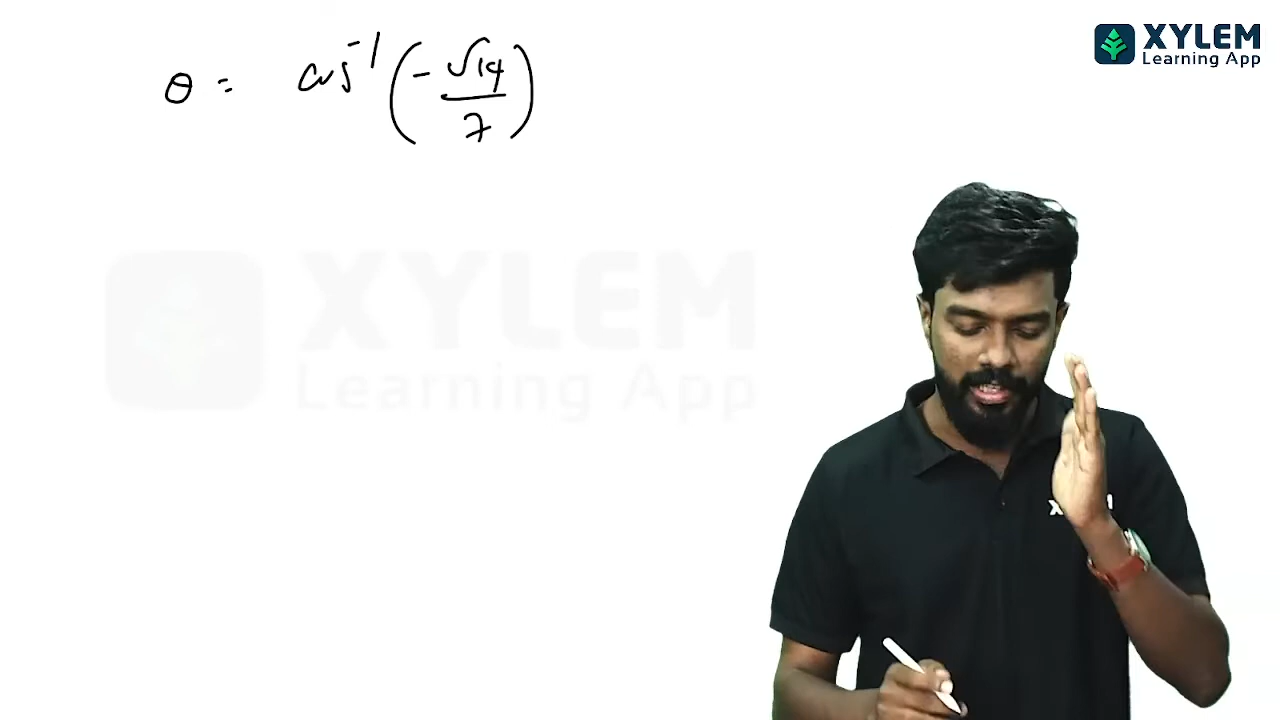 θ = cos⁻¹(-√14/7)
XYLEM
Learning App
XYLEM
Learning App